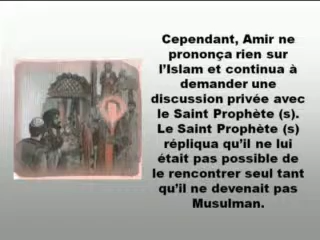 Cependant, Amir ne
prononça rien sur
l'Islam et continua à
demander une
discussion privée avec
le Saint Prophète (s).
Le Saint Prophète (s)
répliqua qu'il ne lui
était pas possible de
le rencontrer seul tant
qu'il ne devenait pas
Musulman.